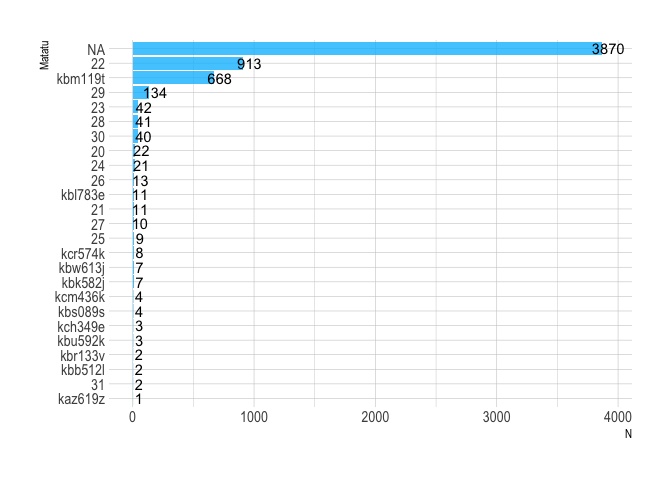 Matatu
NA 3870
22 913
kbm119t 668
29 134
23 42
28 41
30 40
20 22
24 21
26 13
kbl783e 11
21 11
27 10
25 9
kcr574k 8
kbw613j 7
kbk582j 7
kcm436k 4
kbs089s 4
kch349e 3
kbu592k 3
kbr133v 2
kbb512l 2
31 2
kaz619z 1
0 1000 2000 3000 4000
N